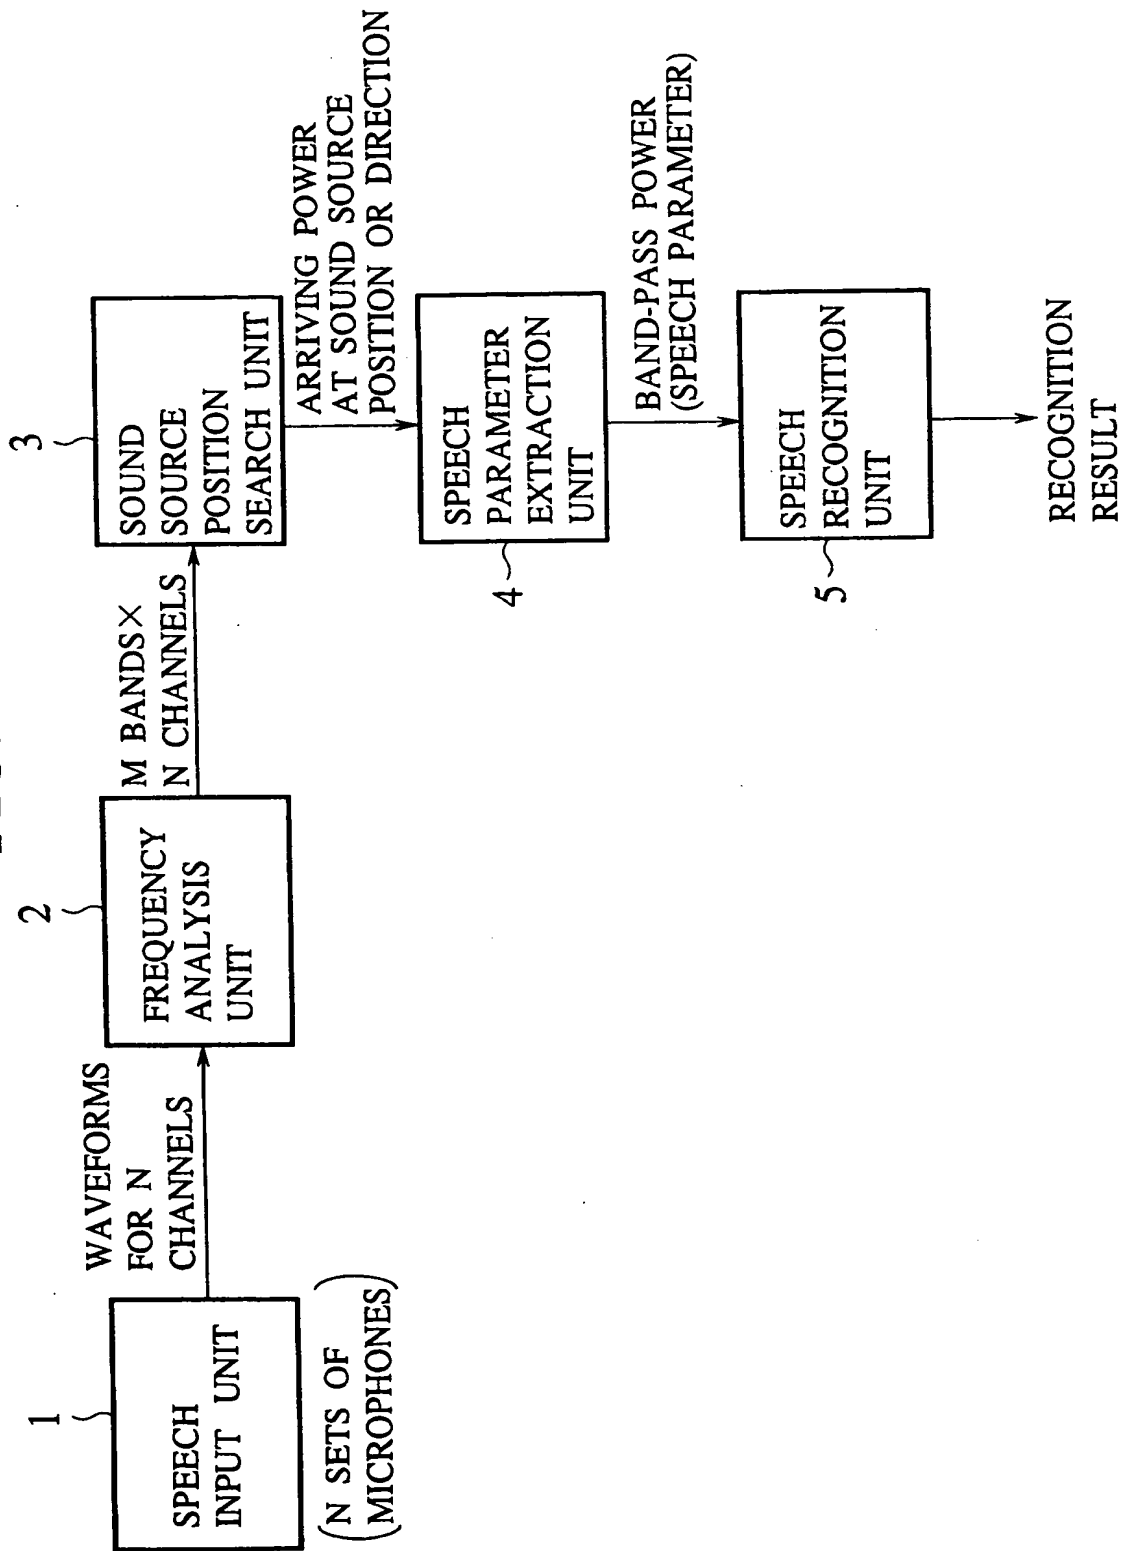 1
SPEECH
INPUT UNIT
(N SETS OF
MICROPHONES)
WAVEFORMS
FOR N
CHANNELS
2
FREQUENCY
ANALYSIS
UNIT
M BANDS×
N CHANNELS
3
SOUND
SOURCE
POSITION
SEARCH UNIT
ARRIVING POWER
AT SOUND SOURCE
POSITION OR DIRECTION
4
SPEECH
PARAMETER
EXTRACTION
UNIT
BAND-PASS POWER
(SPEECH PARAMETER)
5
SPEECH
RECOGNITION
UNIT
RECOGNITION
RESULT